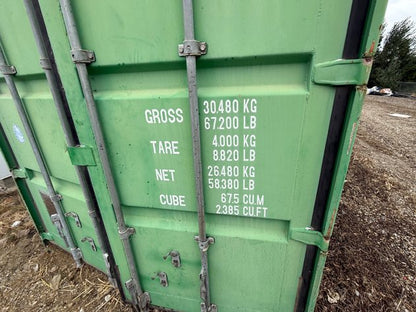 GROSS 30.480 KG
67.200 LB
TARE 4.000 KG
8.820 LB
NET 26.480 KG
58.380 LB
CUBE 67.5 CU.M
2.385 CU.FT